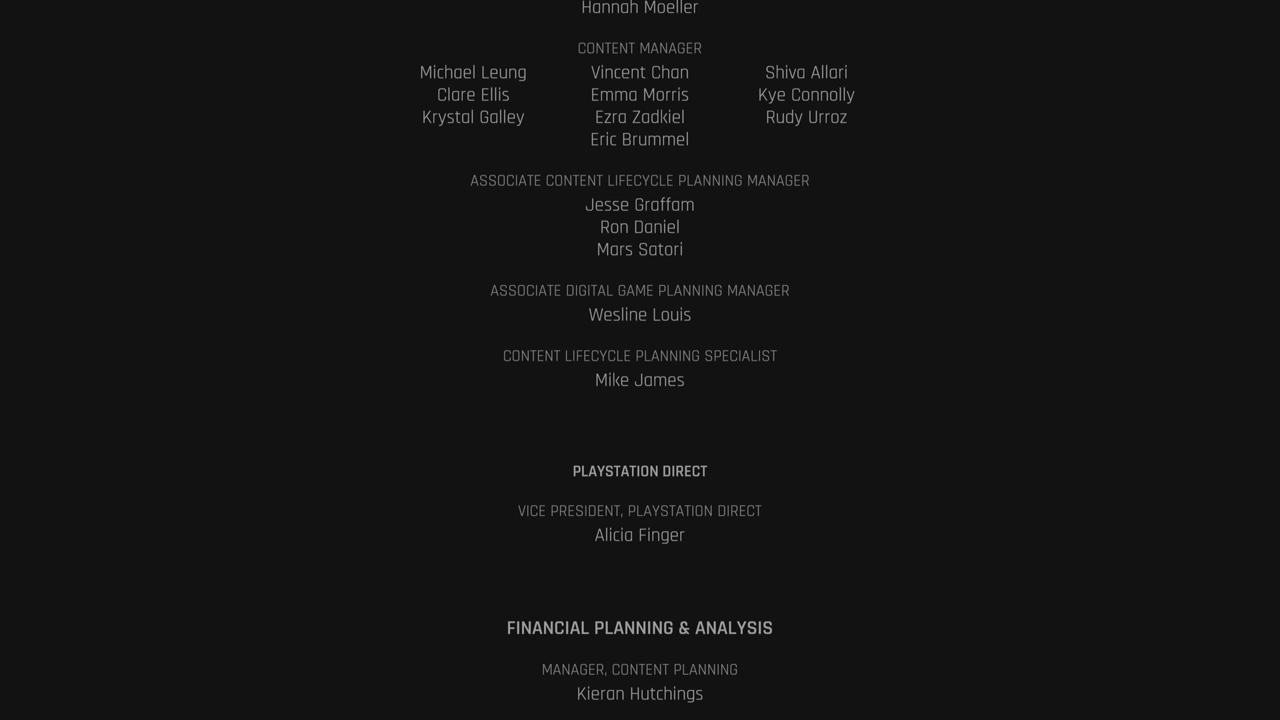 Hannah Moeller
CONTENT MANAGER
Michael Leung Vincent Chan Shiva Allari
Clare Ellis Emma Morris Kye Connolly
Krystal Galley Ezra Zadkiel Rudy Urroz
Eric Brummel
ASSOCIATE CONTENT LIFECYCLE PLANNING MANAGER
Jesse Graffam
Ron Daniel
Mars Satori
ASSOCIATE DIGITAL GAME PLANNING MANAGER
Wesline Louis
CONTENT LIFECYCLE PLANNING SPECIALIST
Mike James
PLAYSTATION DIRECT
VICE PRESIDENT, PLAYSTATION DIRECT
Alicia Finger
FINANCIAL PLANNING & ANALYSIS
MANAGER, CONTENT PLANNING
Kieran Hutchings